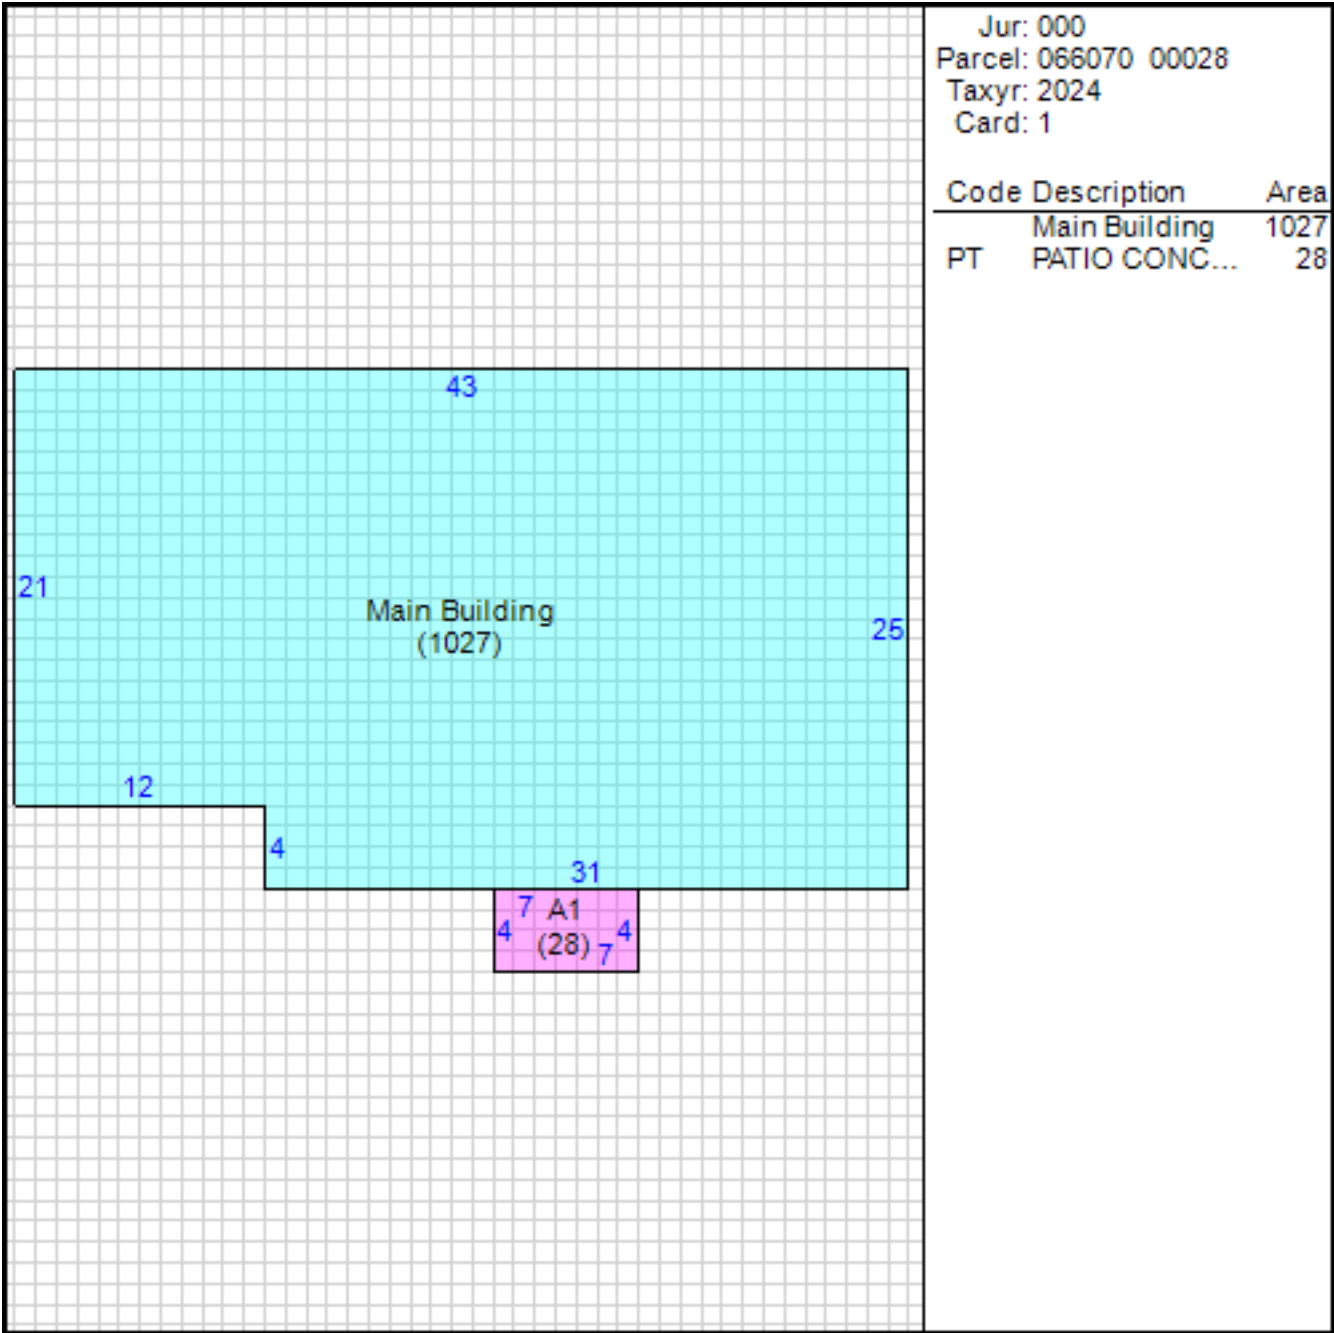 Jur: 000
Parcel: 066070 00028
Taxyr: 2024
Card: 1
Code Description Area
Main Building 1027
PT PATIO CONC... 28
43
21
Main Building
(1027)
25
12
4
31
7 A1
4 4
(28) 7